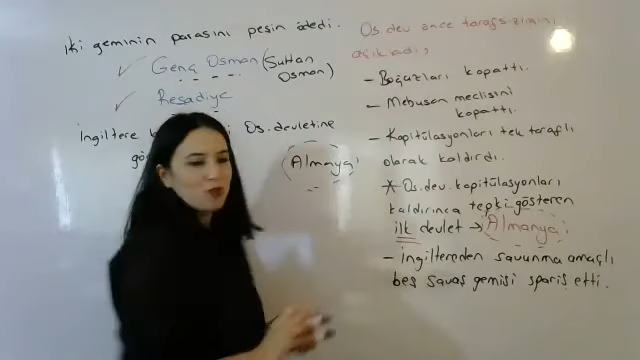 iki geminin parasını peşin ödedi.
✓ Genç Osman (Sultan
Osman)
✓ Reşadiye
İngiltere Os. devletine
Almanya
Os. dev önce tarafsızlığını
açıkladı,
- Boğazları kapattı.
- Mebusan meclisini
kapattı.
- Kapitülasyonları tek taraflı
olarak kaldırdı.
* Os. dev. kapitülasyonları
kaldırınca tepki gösteren
ilk devlet → Almanya
- İngiltereden savunma amaçlı
beş savaş gemisi spariş etti.